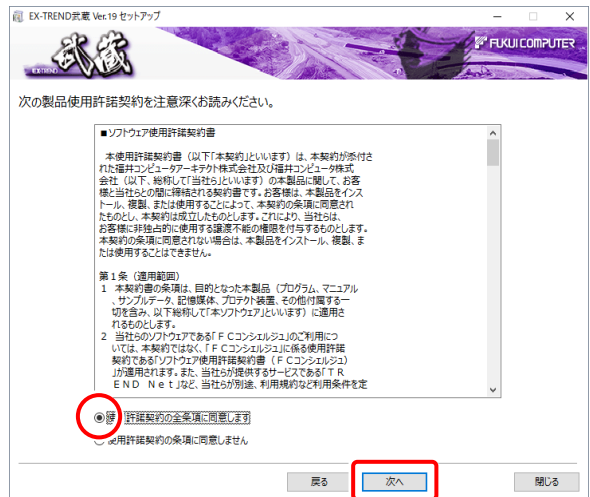 EX-TREND武蔵 Ver.19 セットアップ
武蔵
EX-TREND
FUKUI COMPUTER
次の製品使用許諾契約を注意深くお読みください。
■ソフトウェア使用許諾契約書
本使用許諾契約書（以下「本契約」といいます）は、本契約が添付さ
れた福井コンピュータアーキテクト株式会社及び福井コンピュータ株式
会社（以下、総称して「当社ら」といいます）の本製品に関して、お客
様と当社らとの間に締結される契約書です。お客様は、本製品をインス
トール、複製、または使用することによって、本契約の条項に同意され
たものとし、本契約は成立したものとします。これにより、当社らは、
お客様に非独占的に使用する譲渡不能の権限を付与するものとします。
本契約の条項に同意されない場合は、本製品をインストール、複製、ま
たは使用することはできません。
第１条（適用範囲）
１ 本契約書の条項は、目的となった本製品（プログラム、マニュアル
、サンプルデータ、記憶媒体、プロテクト装置、その他付属する一
切を含み、以下総称して「本ソフトウェア」といいます）に適用さ
れるものとします。
２ 当社らのソフトウェアである「ＦＣコンシェルジュ」のご利用につ
いては、本契約ではなく、「ＦＣコンシェルジュ」に係る使用許諾
契約である「ソフトウェア使用許諾契約書（ＦＣコンシェルジュ）
」が適用されます。また、当社らが提供するサービスである「ＴＲ
ＥＮＤ Ｎｅｔ」など、当社らが別途、利用規約など利用条件を定
使用許諾契約の全条項に同意します
使用許諾契約の条項に同意しません
戻る 次へ 閉じる